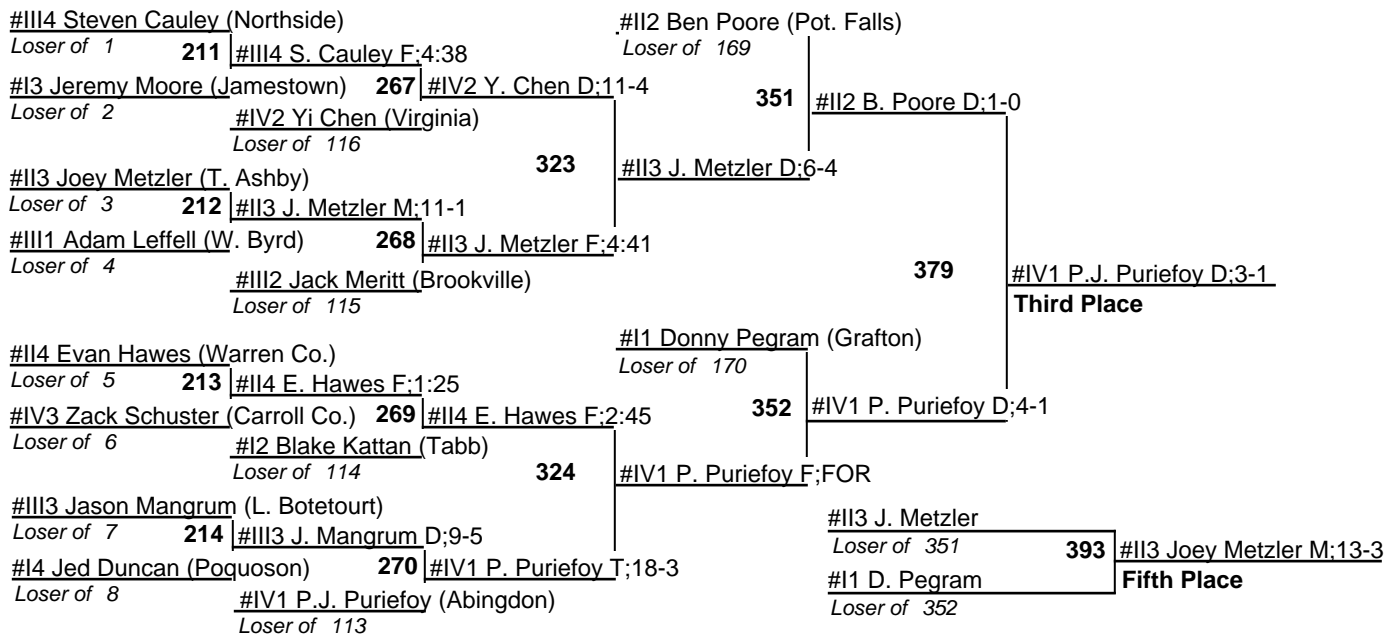 #III4 Steven Cauley (Northside)
Loser of 1
211
#III4 S. Cauley F;4:38
#I3 Jeremy Moore (Jamestown)
Loser of 2
267
#IV2 Y. Chen D;11-4
#IV2 Yi Chen (Virginia)
Loser of 116
323
#II3 Joey Metzler (T. Ashby)
Loser of 3
212
#II3 J. Metzler M;11-1
#III1 Adam Leffell (W. Byrd)
Loser of 4
268
#II3 J. Metzler F;4:41
#III2 Jack Meritt (Brookville)
Loser of 115
#II3 J. Metzler D;6-4
#II2 Ben Poore (Pot. Falls)
Loser of 169
351
#II2 B. Poore D;1-0
379
#IV1 P.J. Puriefoy D;3-1
Third Place
#II4 Evan Hawes (Warren Co.)
Loser of 5
213
#II4 E. Hawes F;1:25
#IV3 Zack Schuster (Carroll Co.)
Loser of 6
269
#II4 E. Hawes F;2:45
#I2 Blake Kattan (Tabb)
Loser of 114
324
#III3 Jason Mangrum (L. Botetourt)
Loser of 7
214
#III3 J. Mangrum D;9-5
#I4 Jed Duncan (Poquoson)
Loser of 8
270
#IV1 P. Puriefoy T;18-3
#IV1 P.J. Puriefoy (Abingdon)
Loser of 113
#IV1 P. Puriefoy F;FOR
#I1 Donny Pegram (Grafton)
Loser of 170
352
#IV1 P. Puriefoy D;4-1
#II3 J. Metzler
Loser of 351
393
#II3 Joey Metzler M;13-3
Fifth Place
#I1 D. Pegram
Loser of 352